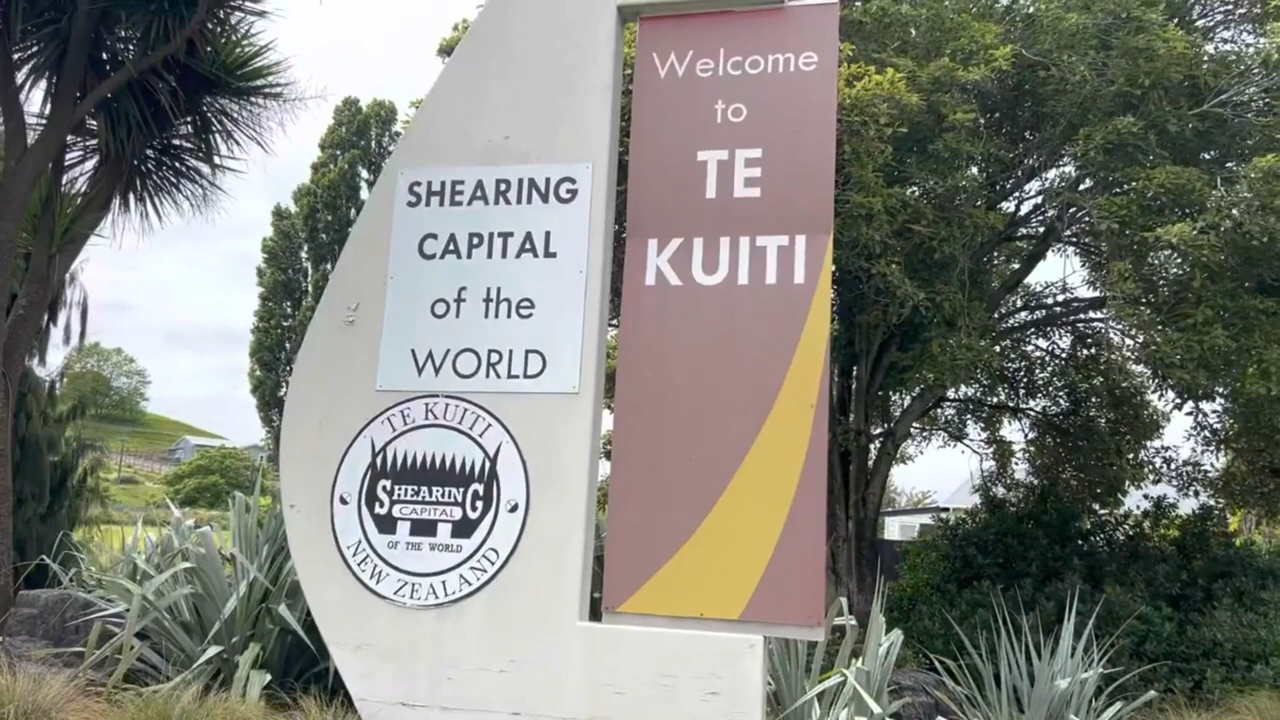 Welcome
to
TE
KUITI
SHEARING
CAPITAL
of the
WORLD
TE KUITI
SHEARING
CAPITAL
OF THE WORLD
NEW ZEALAND